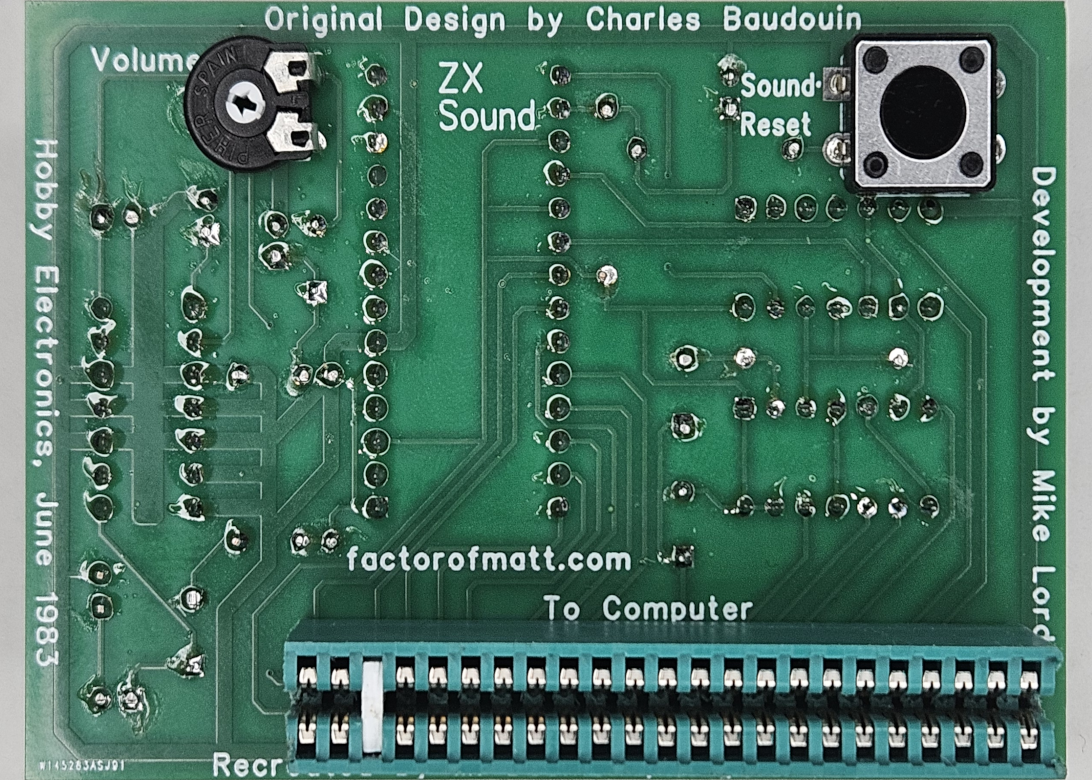 Original Design by Charles Baudouin
Volume
SPAIN
PIHER
ZX
Sound
Sound
Reset
Hobby Electronics, June 1983
Development by Mike Lord
factorofmatt.com
To Computer
W145283ASJ91